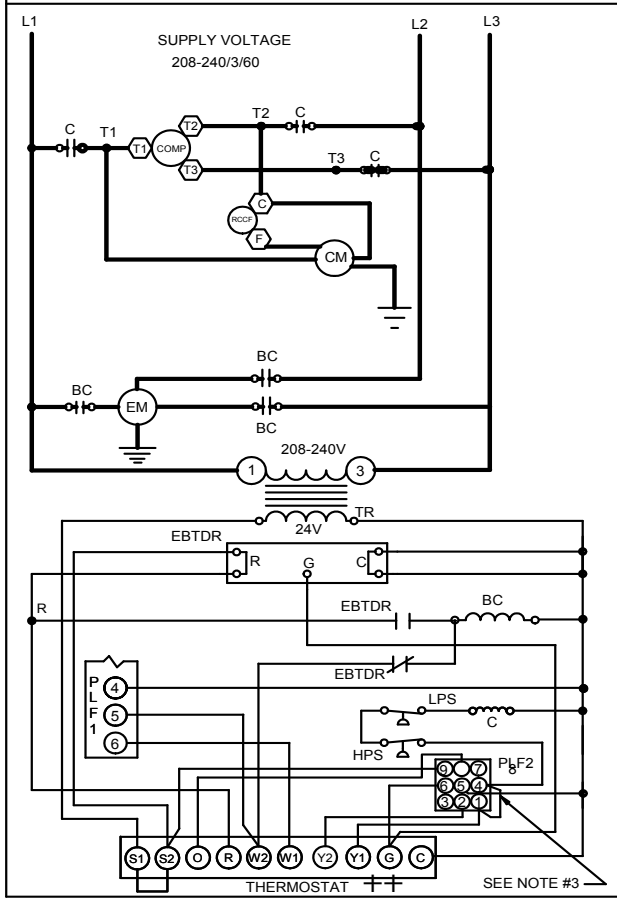 L1
L2
L3
SUPPLY VOLTAGE
208-240/3/60
C
T1
T1
COMP
T2
T3
T2
C
T3
C
C
RCCF
F
CM
BC
BC
EM
BC
208-240V
1
3
TR
24V
EBTDR
R
G
C
R
EBTDR
BC
EBTDR
PLF1
4
5
6
LPS
C
HPS
PLF2
9
8
7
6
5
4
3
2
1
S1
S2
O
R
W2
W1
Y2
Y1
G
C
THERMOSTAT
SEE NOTE #3